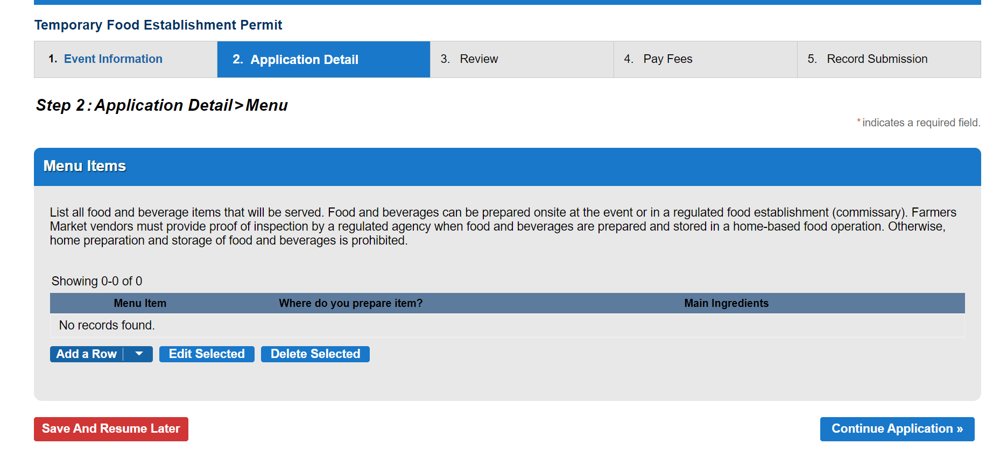 Temporary Food Establishment Permit
1. Event Information
2. Application Detail
3. Review
4. Pay Fees
5. Record Submission
Step 2: Application Detail>Menu
* indicates a required field.
Menu Items
List all food and beverage items that will be served. Food and beverages can be prepared onsite at the event or in a regulated food establishment (commissary). Farmers
Market vendors must provide proof of inspection by a regulated agency when food and beverages are prepared and stored in a home-based food operation. Otherwise,
home preparation and storage of food and beverages is prohibited.
Showing 0-0 of 0
Menu Item Where do you prepare item? Main Ingredients
No records found.
Add a Row Edit Selected Delete Selected
Save And Resume Later
Continue Application »